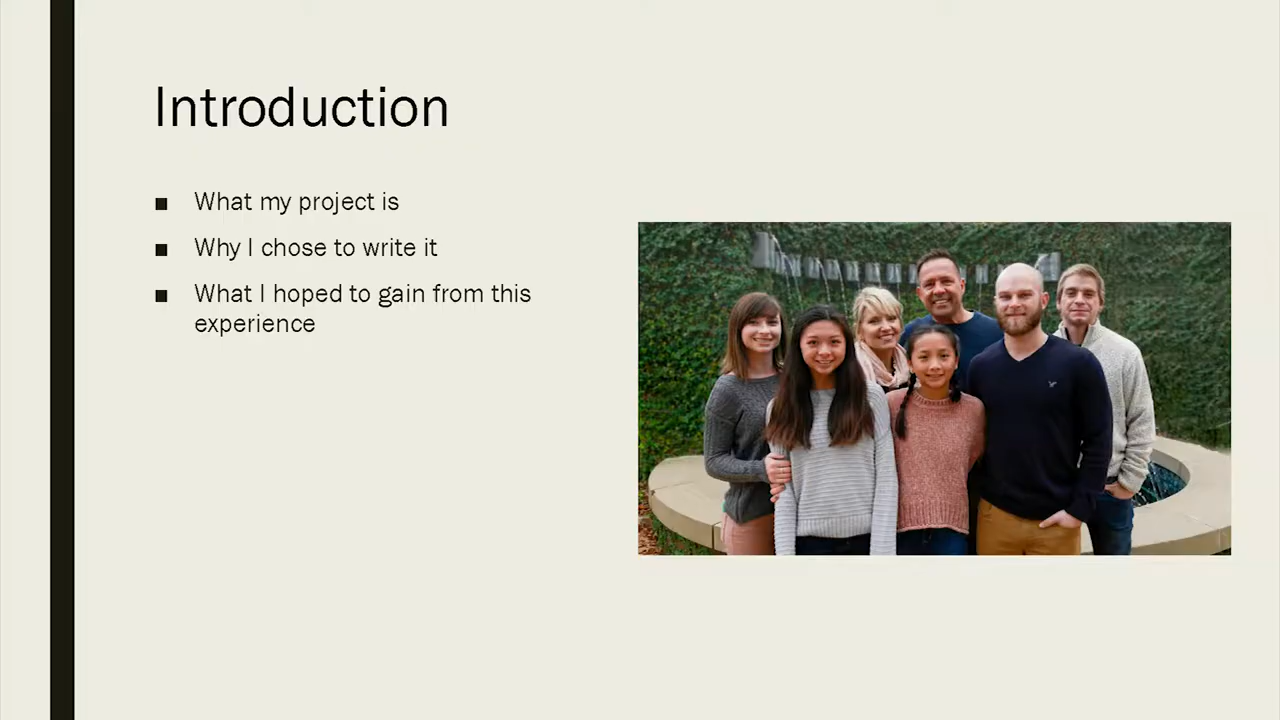 Introduction
■ What my project is
■ Why I chose to write it
■ What I hoped to gain from this
experience